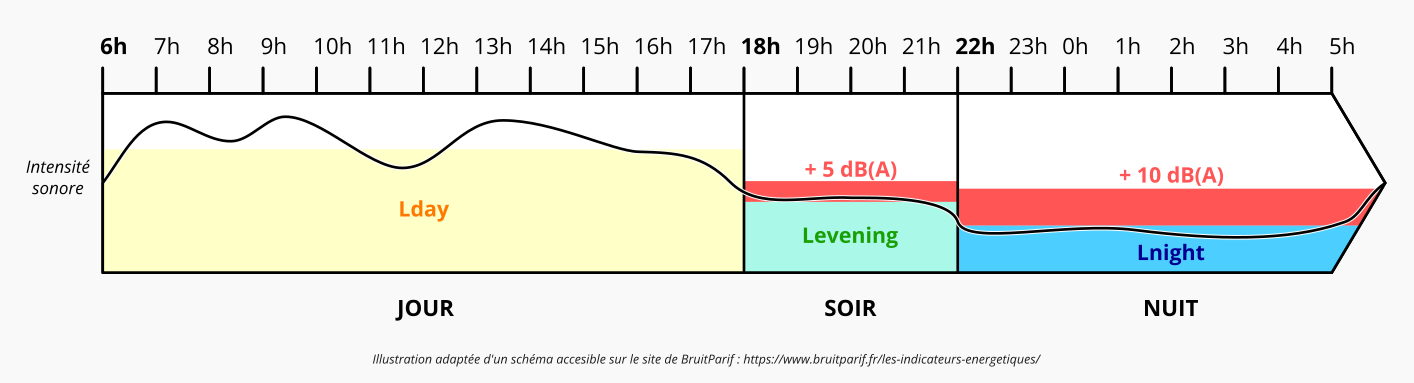 6h 7h 8h 9h 10h 11h 12h 13h 14h 15h 16h 17h 18h 19h 20h 21h 22h 23h 0h 1h 2h 3h 4h 5h
Intensité
sonore
+ 5 dB(A)
+ 10 dB(A)
Lday
Levening
Lnight
JOUR SOIR NUIT
Illustration adaptée d'un schéma accesible sur le site de BruitParif : https://www.bruitparif.fr/les-indicateurs-energetiques/